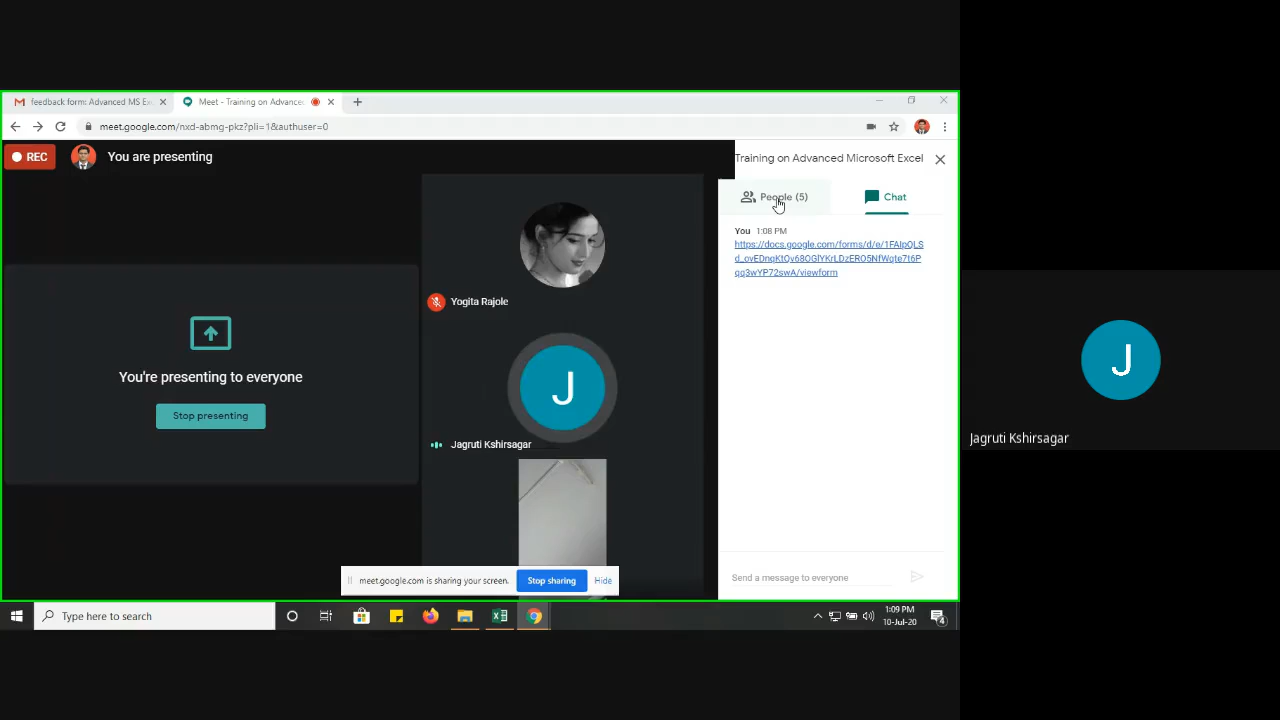 feedback form: Advanced MS Exc
Meet - Training on Advance
meet.google.com/nxd-abmg-pkz?pli=1&authuser=0
REC
You are presenting
Training on Advanced Microsoft Excel
People (5)
Chat
You 1:08 PM
https://docs.google.com/forms/d/e/1FAIpQLS
d_ovEDnqKtQv68OGlYKrLDzERO5NfWqte7t6P
qq3wYP72swA/viewform
Yogita Rajole
You're presenting to everyone
Stop presenting
J
Jagruti Kshirsagar
J
Jagruti Kshirsagar
meet.google.com is sharing your screen.
Stop sharing
Hide
Send a message to everyone
Type here to search
1:09 PM
10-Jul-20
4